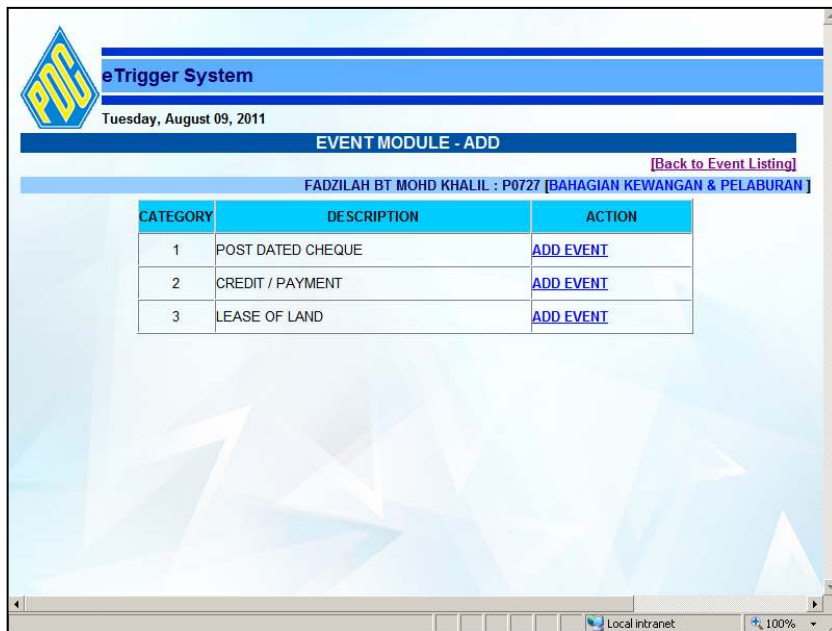 PDC
eTrigger System
Tuesday, August 09, 2011
EVENT MODULE - ADD
[Back to Event Listing]
FADZILAH BT MOHD KHALIL : P0727 [BAHAGIAN KEWANGAN & PELABURAN ]
CATEGORY DESCRIPTION ACTION
1 POST DATED CHEQUE ADD EVENT
2 CREDIT / PAYMENT ADD EVENT
3 LEASE OF LAND ADD EVENT
Local intranet 100%